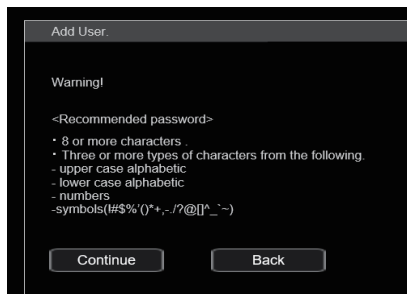 Add User.
Warning!
<Recommended password>
・8 or more characters .
・Three or more types of characters from the following.
- upper case alphabetic
- lower case alphabetic
- numbers
-symbols(!#$%'()*+,-./?@[]^_`~)
Continue
Back